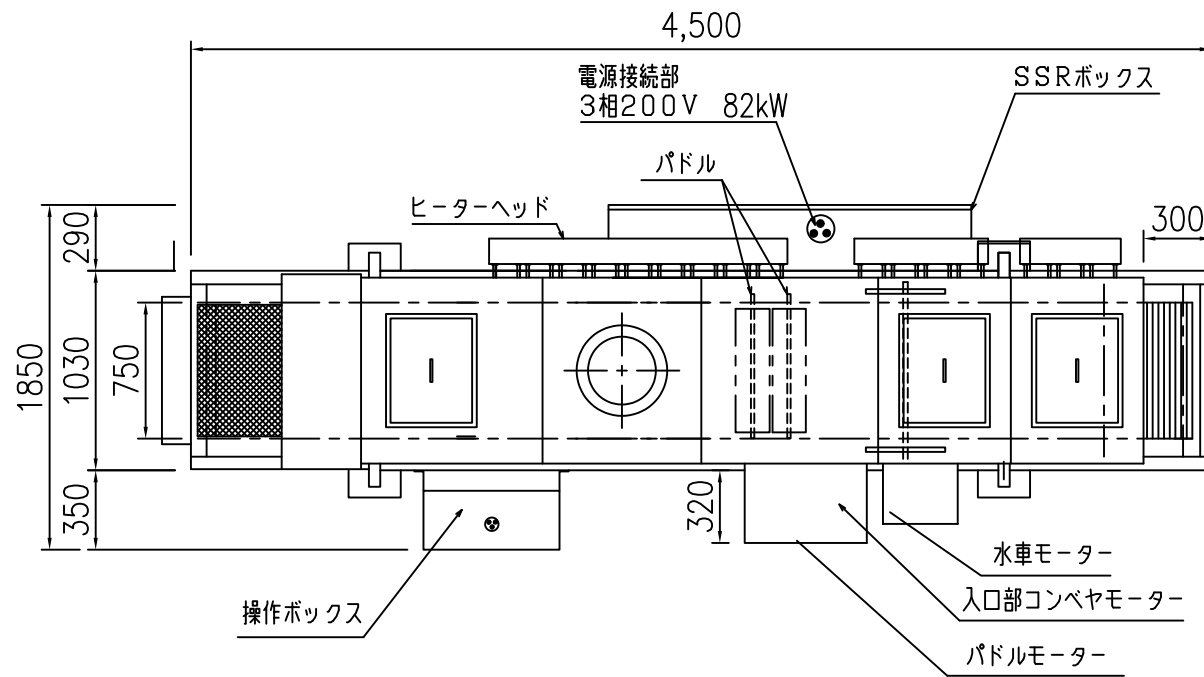 4,500
電源接続部
3相200V 82kW
SSRボックス
パドル
ヒーターヘッド
300
290
1850
1030
750
350
320
水車モーター
入口部コンベヤモーター
操作ボックス
パドルモーター